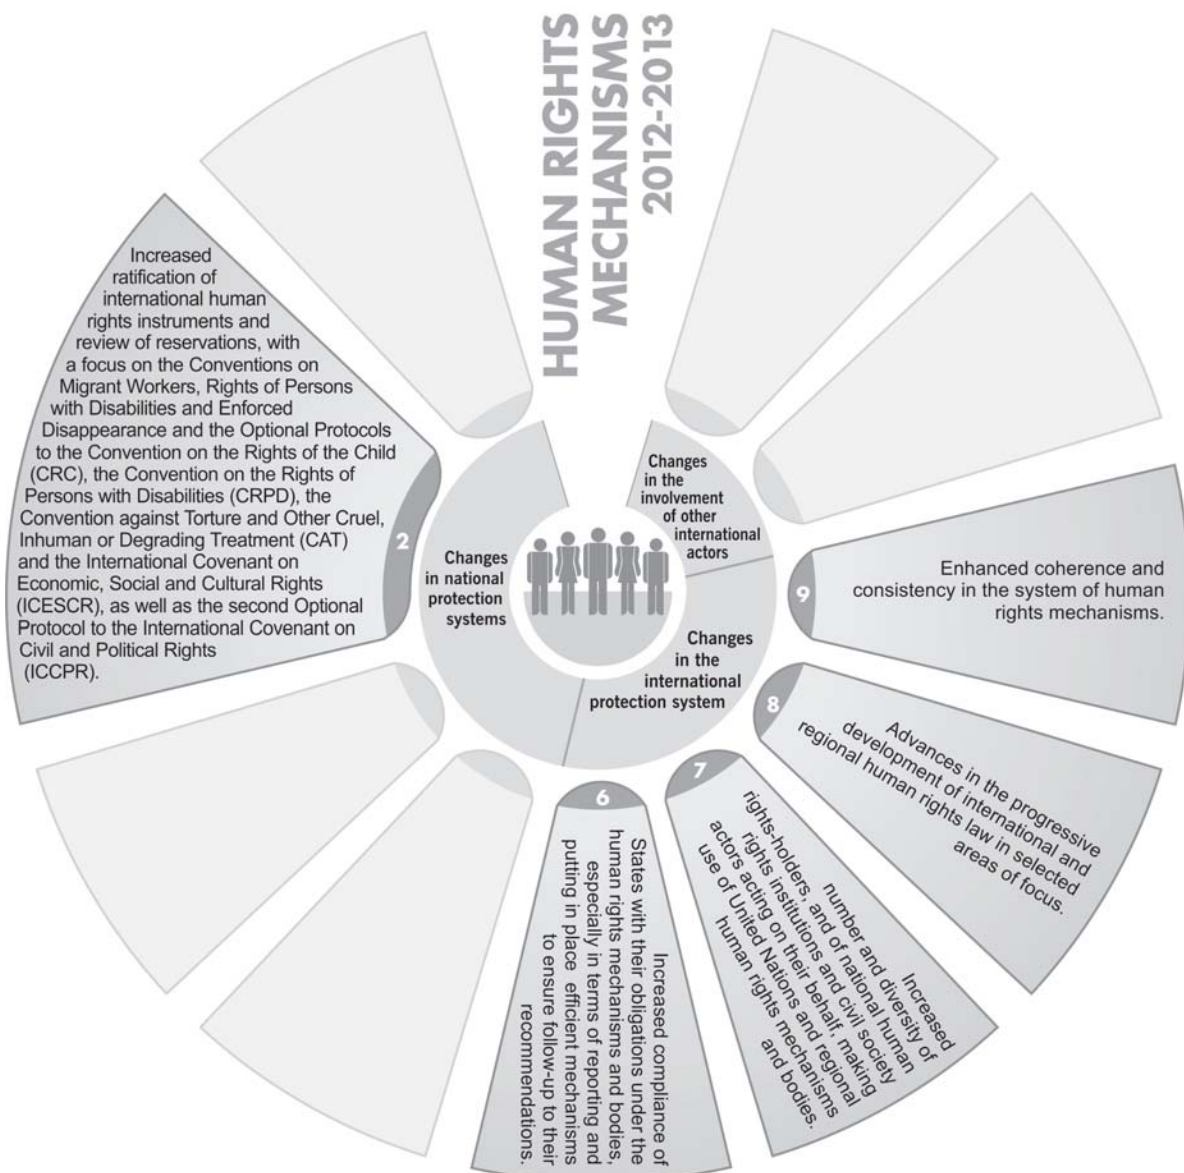 HUMAN RIGHTS
MECHANISMS
2012-2013
Increased
ratification of
international human
rights instruments and
review of reservations, with
a focus on the Conventions on
Migrant Workers, Rights of Persons
with Disabilities and Enforced
Disappearance and the Optional Protocols
to the Convention on the Rights of the Child
(CRC), the Convention on the Rights of
Persons with Disabilities (CRPD), the
Convention against Torture and Other Cruel,
Inhuman or Degrading Treatment (CAT)
and the International Covenant on
Economic, Social and Cultural Rights
(ICESCR), as well as the second Optional
Protocol to the International Covenant on
Civil and Political Rights
(ICCPR).
2
Changes
in national
protection
systems
Changes
in the
involvement
of other
international
actors
Changes
in the
international
protection system
9
Enhanced coherence and
consistency in the system of human
rights mechanisms.
8
Advances in the progressive
development of international and
regional human rights law in selected
areas of focus.
7
Increased
number and diversity of
rights-holders, and of national human
rights institutions and civil society
actors acting on their behalf, making
use of United Nations and regional
human rights mechanisms
and bodies.
6
Increased compliance of
States with their obligations under the
human rights mechanisms and bodies,
especially in terms of reporting and
putting in place efficient mechanisms
to ensure follow-up to their
recommendations.